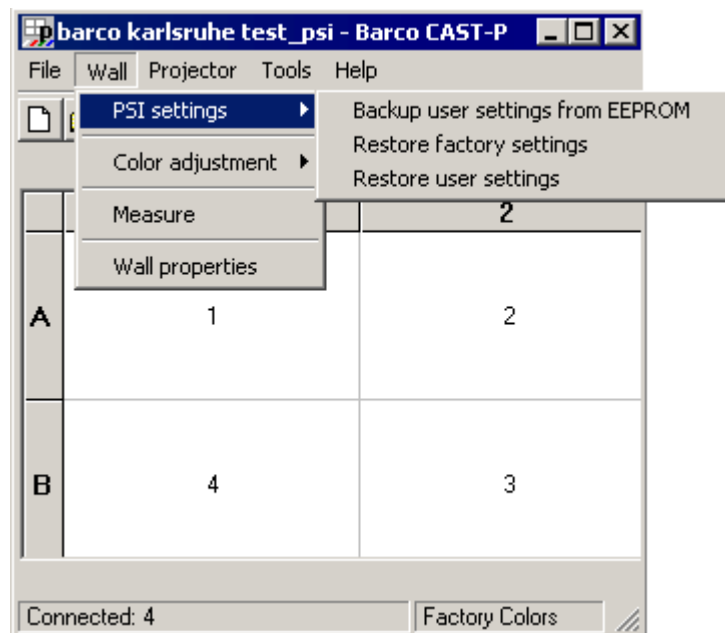 barco karlsruhe test_psi - Barco CAST-P
File Wall Projector Tools Help
PSI settings
Backup user settings from EEPROM
Restore factory settings
Restore user settings
Color adjustment
Measure
Wall properties
2
A 1 2
B 4 3
Connected: 4 Factory Colors